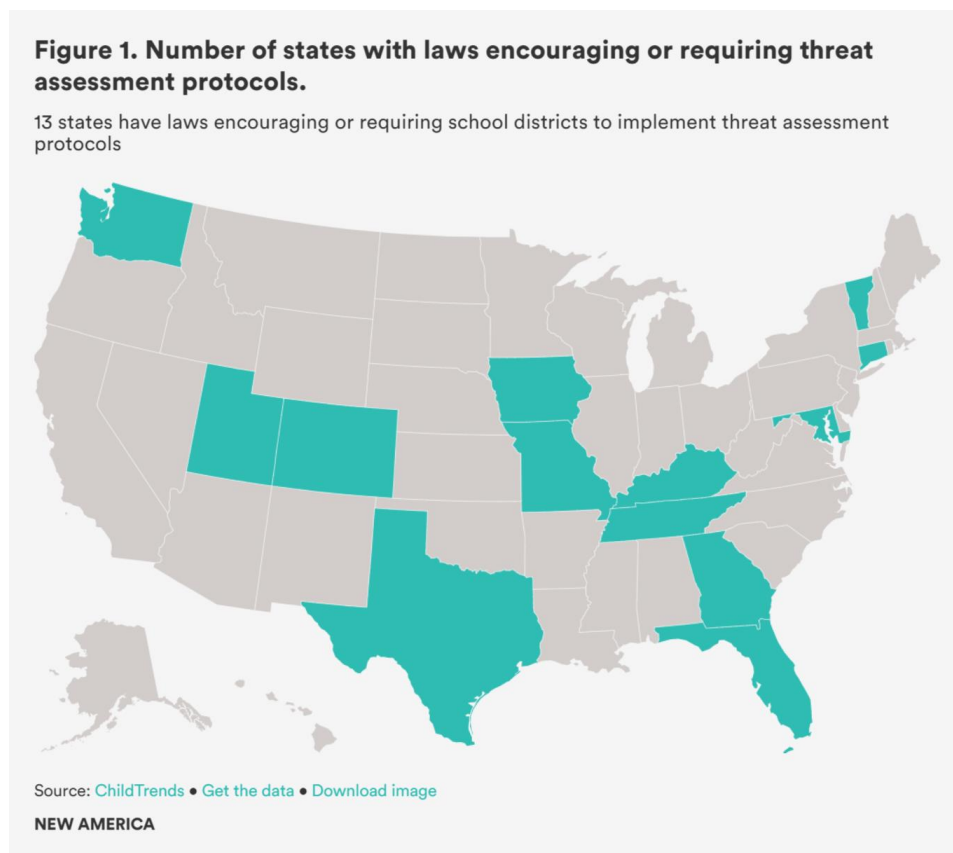 Figure 1. Number of states with laws encouraging or requiring threat
assessment protocols.
13 states have laws encouraging or requiring school districts to implement threat assessment
protocols
Source: ChildTrends • Get the data • Download image
NEW AMERICA